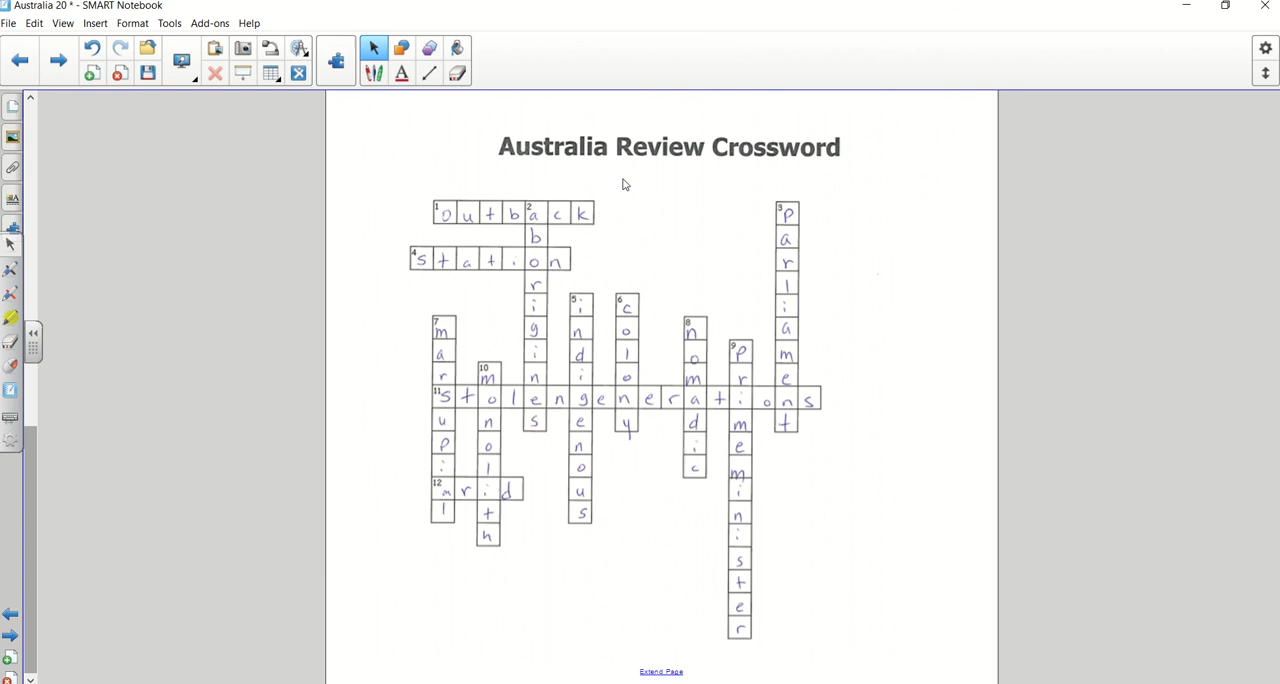 Australia 20 * - SMART Notebook
File Edit View Insert Format Tools Add-ons Help
Australia Review Crossword
1 Outback
2 aborigines
3 Parliament
4 Station
5 indigenous
6 colony
7 marsupial
8 nomadic
9 Prime minister
10 monolith
11 Stolen generations
12 arid
Extend Page